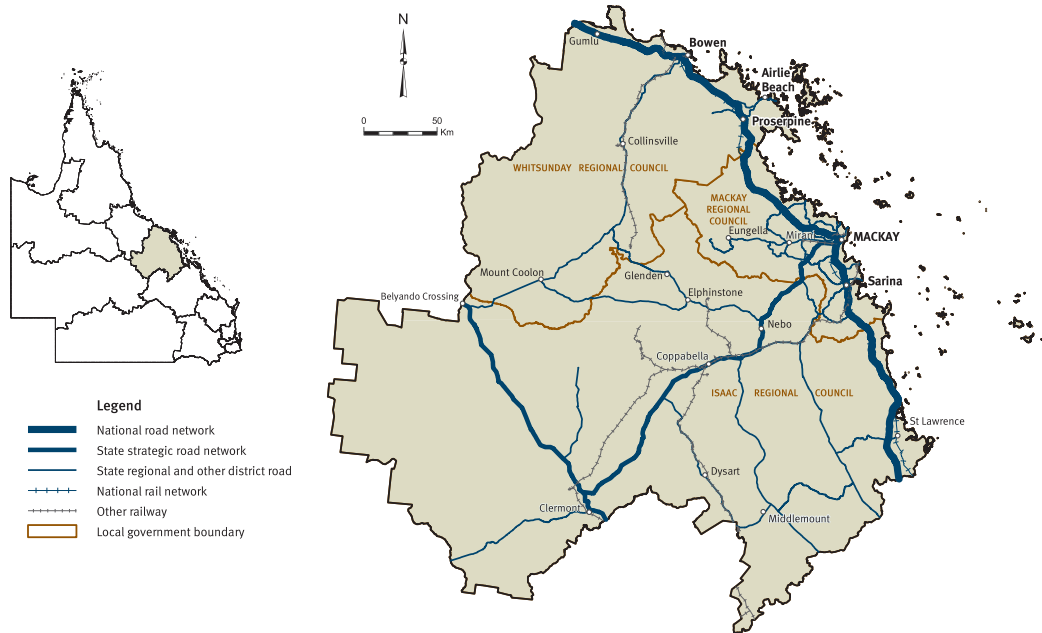 N
0 50
Km
Gumlu
Bowen
Airlie
Beach
Proserpine
Collinsville
WHITSUNDAY REGIONAL COUNCIL
MACKAY
REGIONAL
COUNCIL
Eungella
Mirani
MACKAY
Mount Coolon
Glenden
Sarina
Belyando Crossing
Elphinstone
Nebo
Coppabella
ISAAC REGIONAL COUNCIL
St Lawrence
Dysart
Clermont
Middlemount
Legend
National road network
State strategic road network
State regional and other district road
National rail network
Other railway
Local government boundary